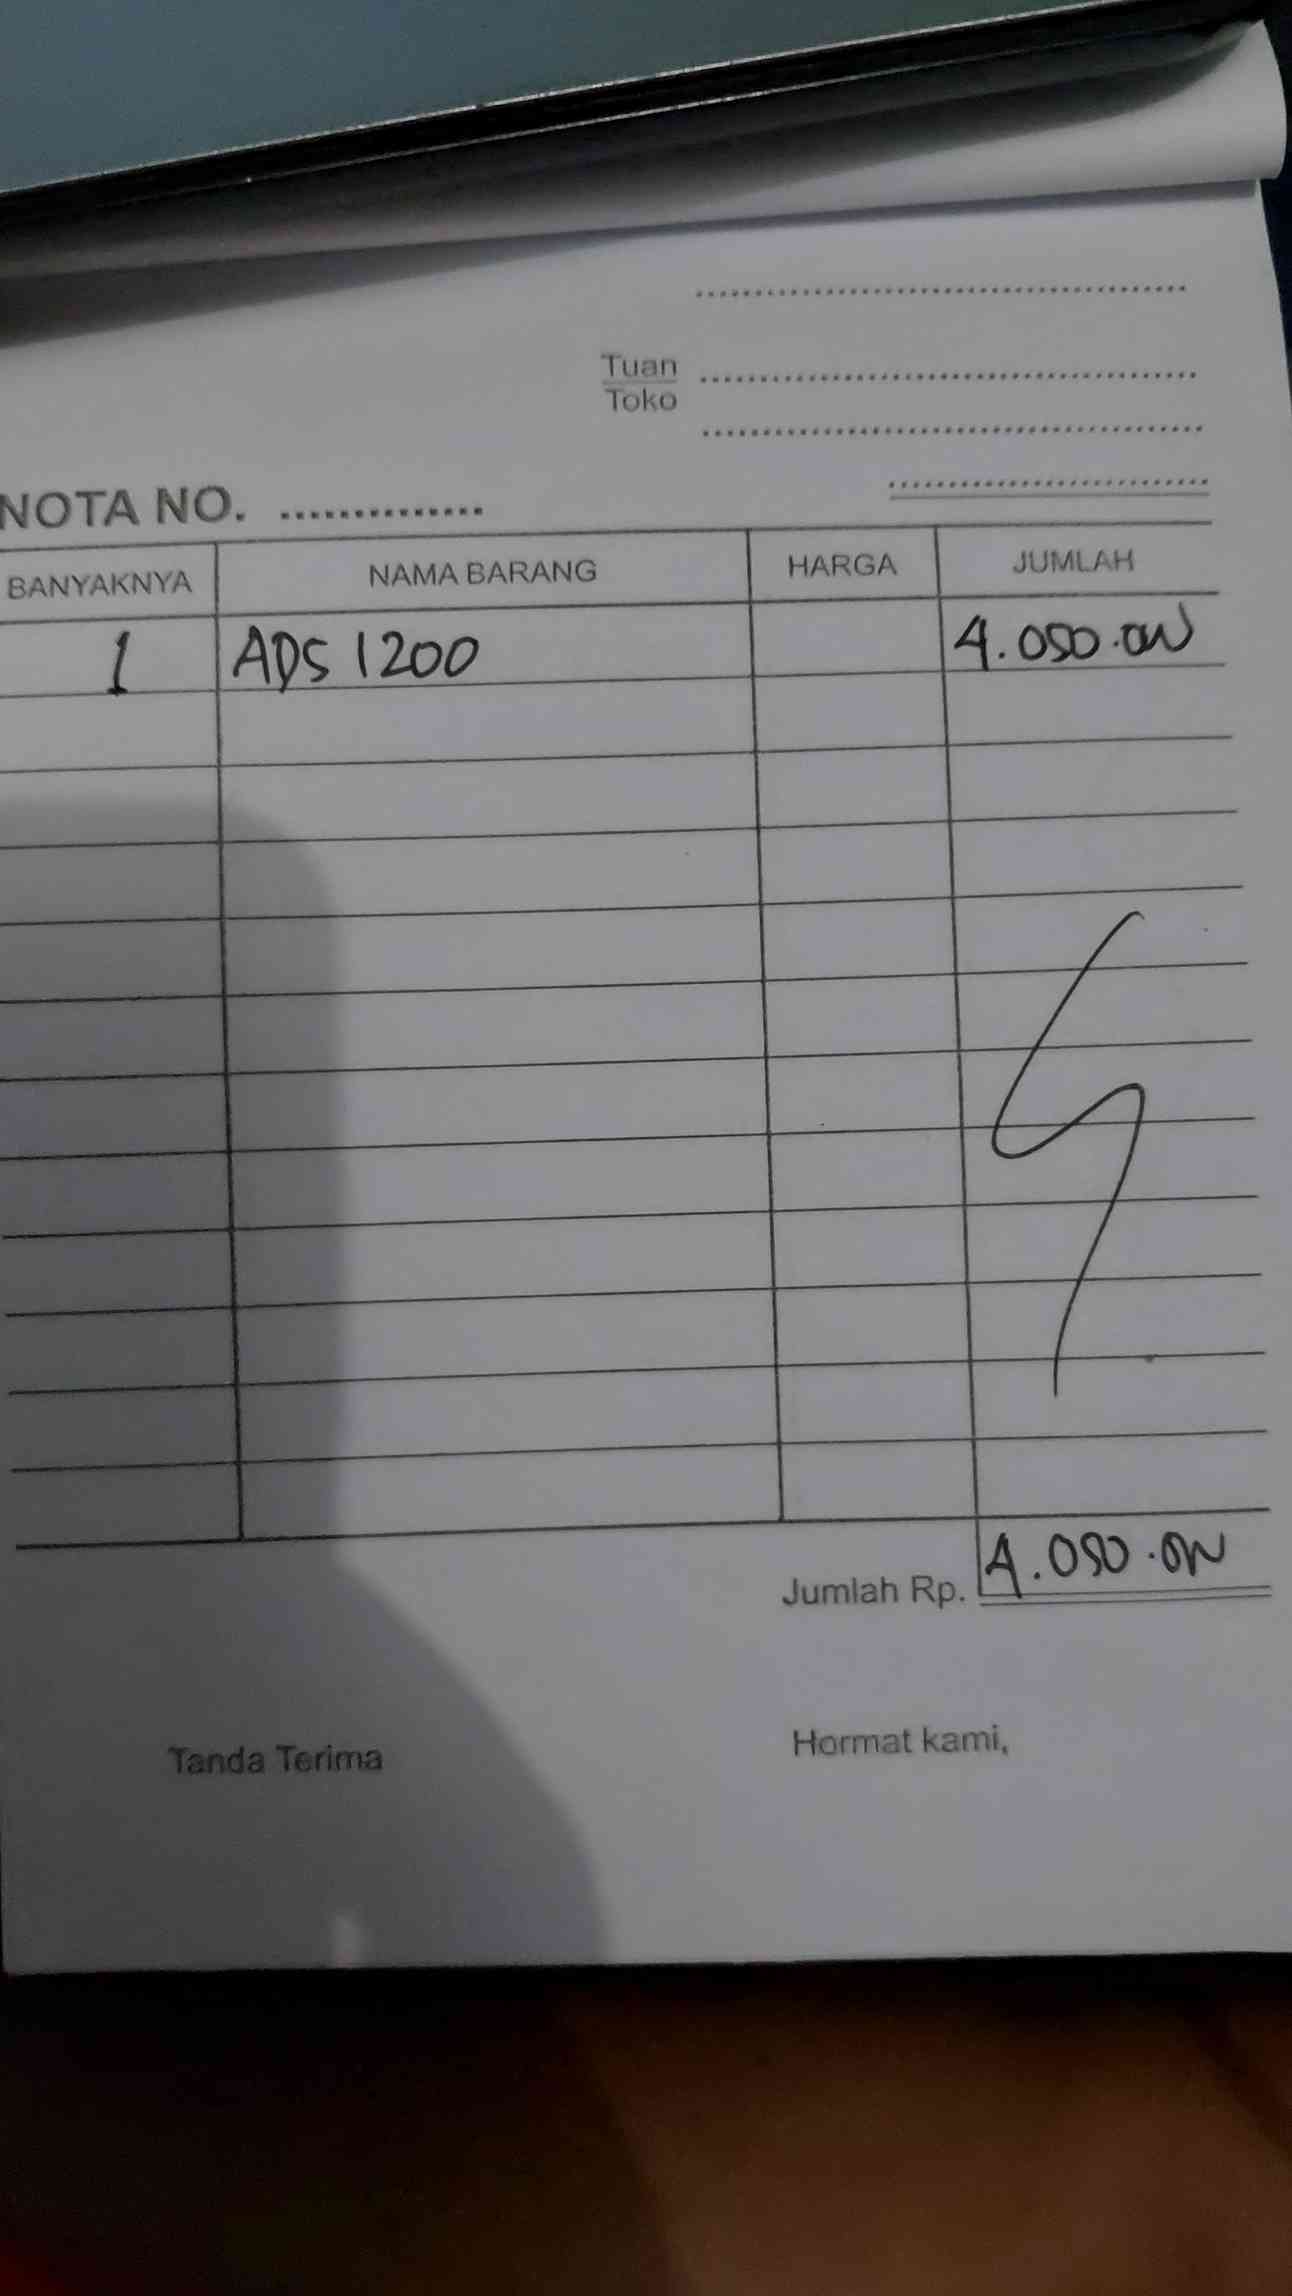 Tuan
Toko
NOTA NO. ..............
BANYAKNYA NAMA BARANG HARGA JUMLAH
1 ADS 1200 4.050.000
Jumlah Rp. 4.050.000
Tanda Terima Hormat kami,